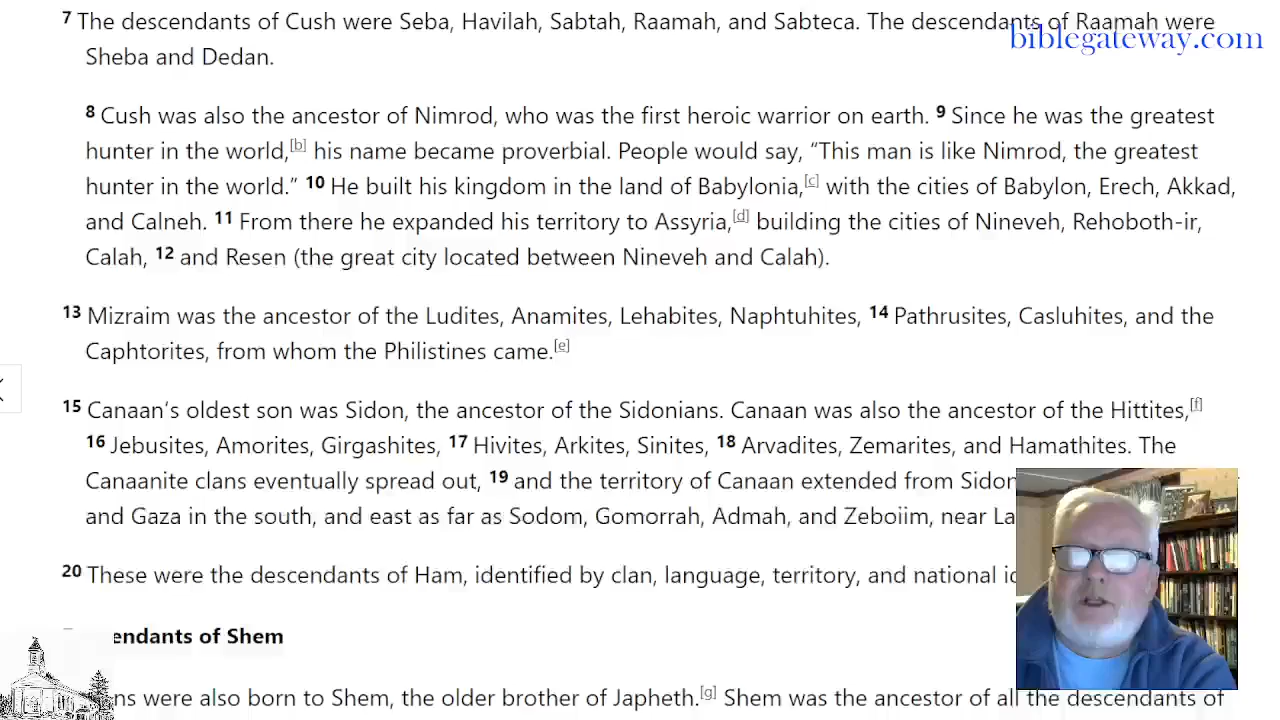 7 The descendants of Cush were Seba, Havilah, Sabtah, Raamah, and Sabteca. The descendants of Raamah were
biblegateway.com
Sheba and Dedan.
8 Cush was also the ancestor of Nimrod, who was the first heroic warrior on earth. 9 Since he was the greatest
hunter in the world,[b] his name became proverbial. People would say, “This man is like Nimrod, the greatest
hunter in the world.” 10 He built his kingdom in the land of Babylonia,[c] with the cities of Babylon, Erech, Akkad,
and Calneh. 11 From there he expanded his territory to Assyria,[d] building the cities of Nineveh, Rehoboth-ir,
Calah, 12 and Resen (the great city located between Nineveh and Calah).
13 Mizraim was the ancestor of the Ludites, Anamites, Lehabites, Naphtuhites, 14 Pathrusites, Casluhites, and the
Caphtorites, from whom the Philistines came.[e]
15 Canaan’s oldest son was Sidon, the ancestor of the Sidonians. Canaan was also the ancestor of the Hittites,[f]
16 Jebusites, Amorites, Girgashites, 17 Hivites, Arkites, Sinites, 18 Arvadites, Zemarites, and Hamathites. The
Canaanite clans eventually spread out, 19 and the territory of Canaan extended from Sidon
and Gaza in the south, and east as far as Sodom, Gomorrah, Admah, and Zeboiim, near La
20 These were the descendants of Ham, identified by clan, language, territory, and national
endants of Shem
ns were also born to Shem, the older brother of Japheth.[g] Shem was the ancestor of all the descendants of